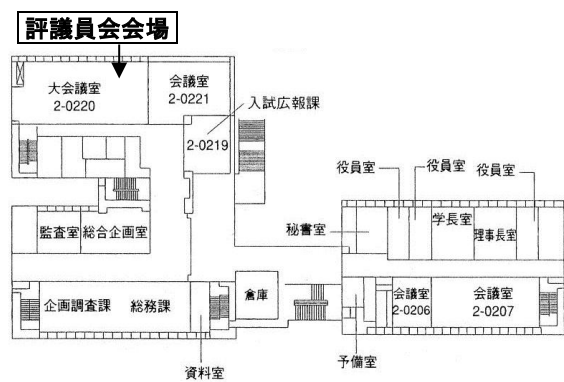 評議員会会場
大会議室
2-0220
会議室
2-0221
入試広報課
2-0219
役員室
役員室
役員室
監査室
総合企画室
秘書室
学長室
理事長室
企画調査課
総務課
倉庫
会議室
2-0206
会議室
2-0207
資料室
予備室